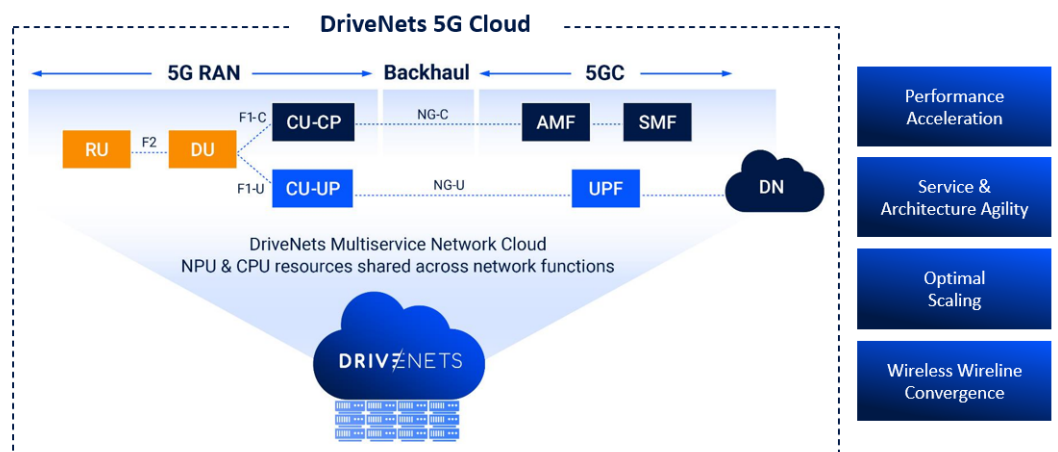 DriveNets 5G Cloud
5G RAN
Backhaul
5GC
F1-C
CU-CP
NG-C
AMF
SMF
RU
F2
DU
F1-U
CU-UP
NG-U
UPF
DN
DriveNets Multiservice Network Cloud
NPU & CPU resources shared across network functions
DRIVENETS
Performance
Acceleration
Service &
Architecture Agility
Optimal
Scaling
Wireless Wireline
Convergence